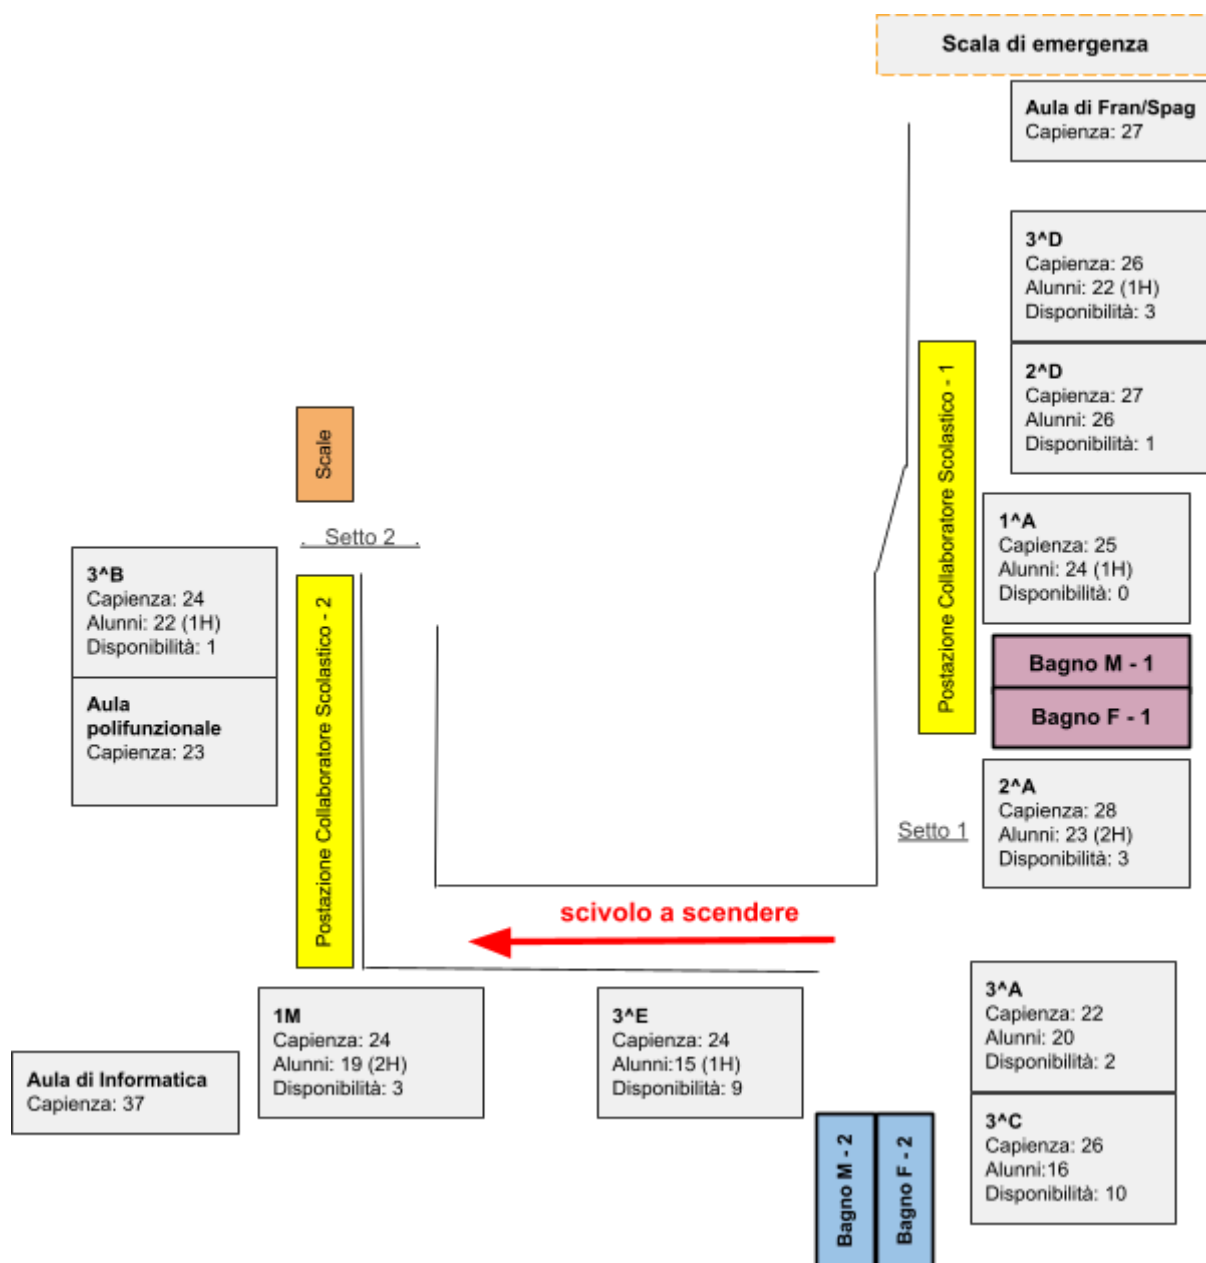 Scala di emergenza
Aula di Fran/Spag
Capienza: 27
3^D
Capienza: 26
Alunni: 22 (1H)
Disponibilità: 3
2^D
Capienza: 27
Alunni: 26
Disponibilità: 1
Postazione Collaboratore Scolastico - 1
1^A
Capienza: 25
Alunni: 24 (1H)
Disponibilità: 0
Bagno M - 1
Bagno F - 1
2^A
Capienza: 28
Alunni: 23 (2H)
Disponibilità: 3
Setto 1
Scale
. Setto 2 .
3^B
Capienza: 24
Alunni: 22 (1H)
Disponibilità: 1
Aula
polifunzionale
Capienza: 23
Postazione Collaboratore Scolastico - 2
scivolo a scendere
3^A
Capienza: 22
Alunni: 20
Disponibilità: 2
3^C
Capienza: 26
Alunni:16
Disponibilità: 10
3^E
Capienza: 24
Alunni:15 (1H)
Disponibilità: 9
1M
Capienza: 24
Alunni: 19 (2H)
Disponibilità: 3
Aula di Informatica
Capienza: 37
Bagno M - 2
Bagno F - 2